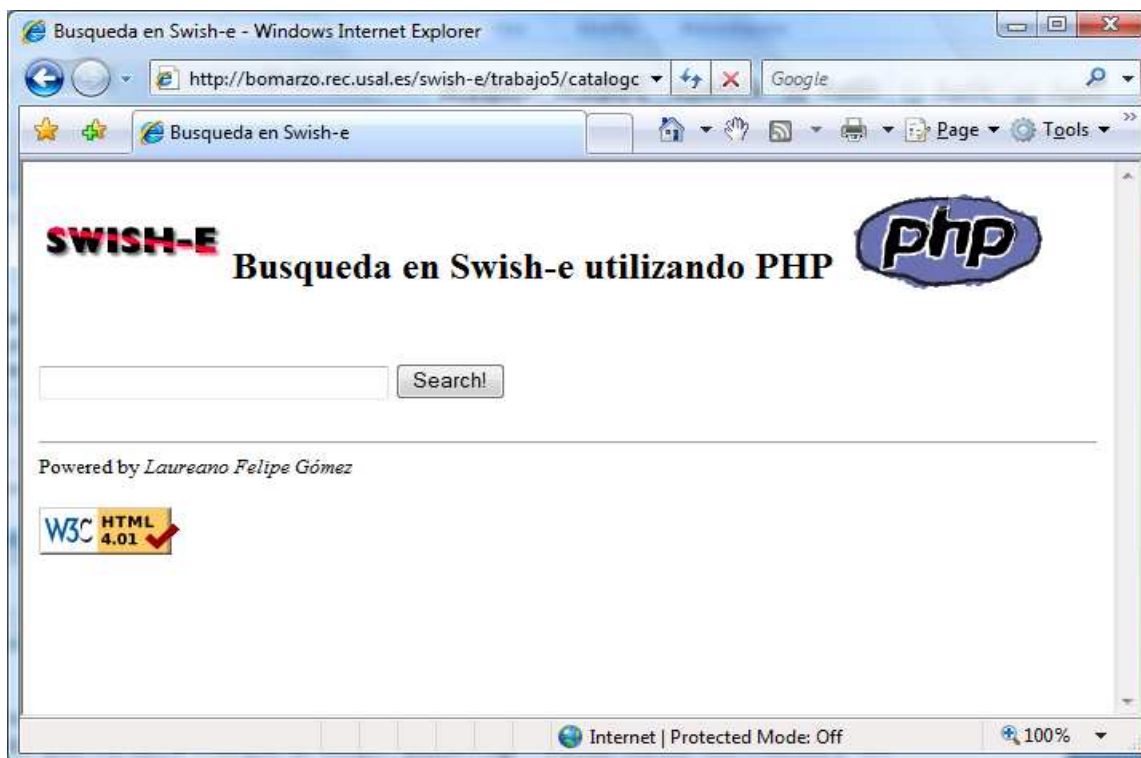 Busqueda en Swish-e - Windows Internet Explorer
http://bomarzo.rec.usal.es/swish-e/trabajo5/catalogc
Google
Busqueda en Swish-e
Page
Tools
SWISH-E
Busqueda en Swish-e utilizando PHP
php
Search!
Powered by Laureano Felipe Gómez
W3C HTML 4.01
Internet | Protected Mode: Off
100%